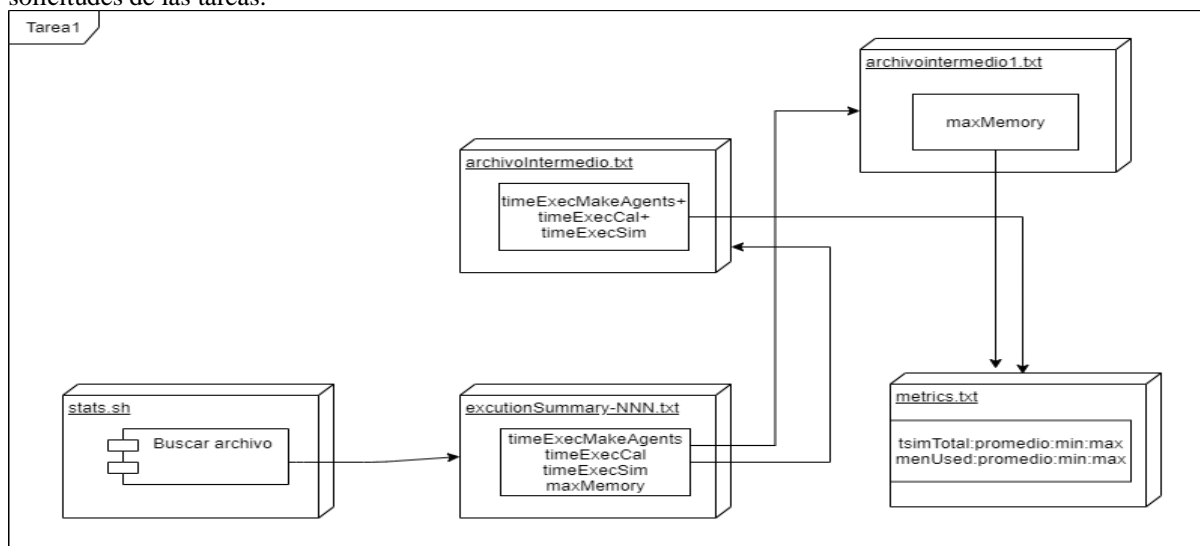 solicitudes de las tareas.
Tarea1
archivointermedio1.txt
maxMemory
archivoIntermedio.txt
timeExecMakeAgents+
timeExecCal+
timeExecSim
stats.sh
Buscar archivo
excutionSummary-NNN.txt
timeExecMakeAgents
timeExecCal
timeExecSim
maxMemory
metrics.txt
tsimTotal:promedio:min:max
menUsed:promedio:min:max